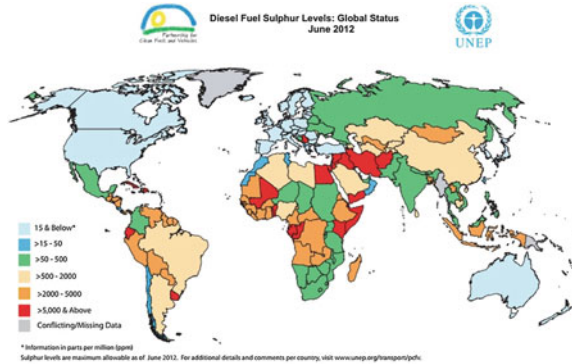 Diesel Fuel Sulphur Levels: Global Status
June 2012
Partnership for
Clean Fuels and Vehicles
UNEP
15 & Below*
>15 - 50
>50 - 500
>500 - 2000
>2000 - 5000
>5,000 & Above
Conflicting/Missing Data
* Information in parts per million (ppm)
Sulphur levels are maximum allowable as of June 2012. For additional details and comments per country, visit www.unep.org/transport/pcfv.